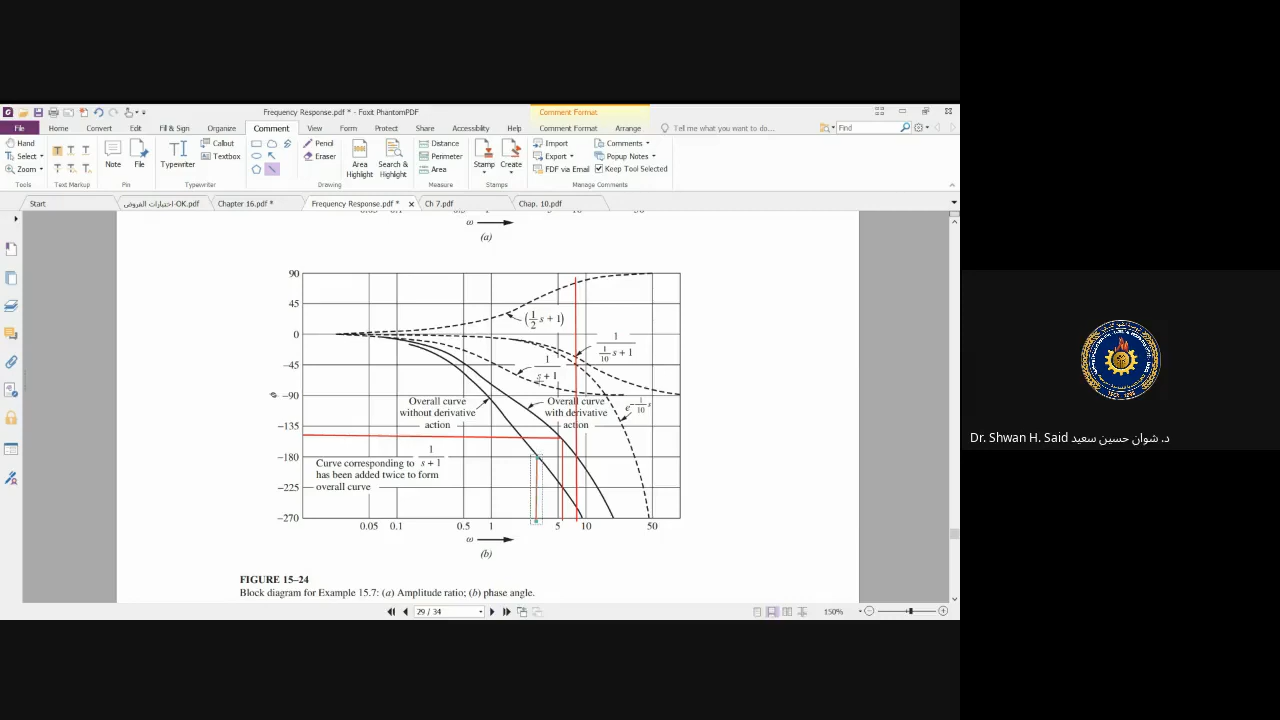 Frequency Response.pdf * - Foxit PhantomPDF
Comment Format
File Home Convert Edit Fill & Sign Organize Comment View Form Protect Share Accessibility Help Comment Format Arrange Tell me what you want to do... Find
Hand
Select
Zoom
Tools
Text Markup
Note
File
Pin
Typewriter
Callout
Textbox
Typewriter
Pencil
Eraser
Drawing
Area Highlight
Search & Highlight
Distance
Perimeter
Area
Measure
Stamp
Create
Stamps
Import
Export
FDF via Email
Comments
Popup Notes
Keep Tool Selected
Manage Comments
Start
اختبارات الفروض-OK.pdf
Chapter 16.pdf *
Frequency Response.pdf *
Ch 7.pdf
Chap. 10.pdf
ω
(a)
90
45
0
−45
ϕ −90
−135
−180
−225
−270
(1/2 s + 1)
1 / (1/10 s + 1)
1 / (s + 1)
e^(−1/10 s)
Overall curve
without derivative
action
Overall curve
with derivative
action
Curve corresponding to 1 / (s + 1)
has been added twice to form
overall curve
0.05 0.1 0.5 1 5 10 50
ω
(b)
FIGURE 15–24
Block diagram for Example 15.7: (a) Amplitude ratio; (b) phase angle.
29 / 34
150%
Dr. Shwan H. Said د. شوان حسين سعيد